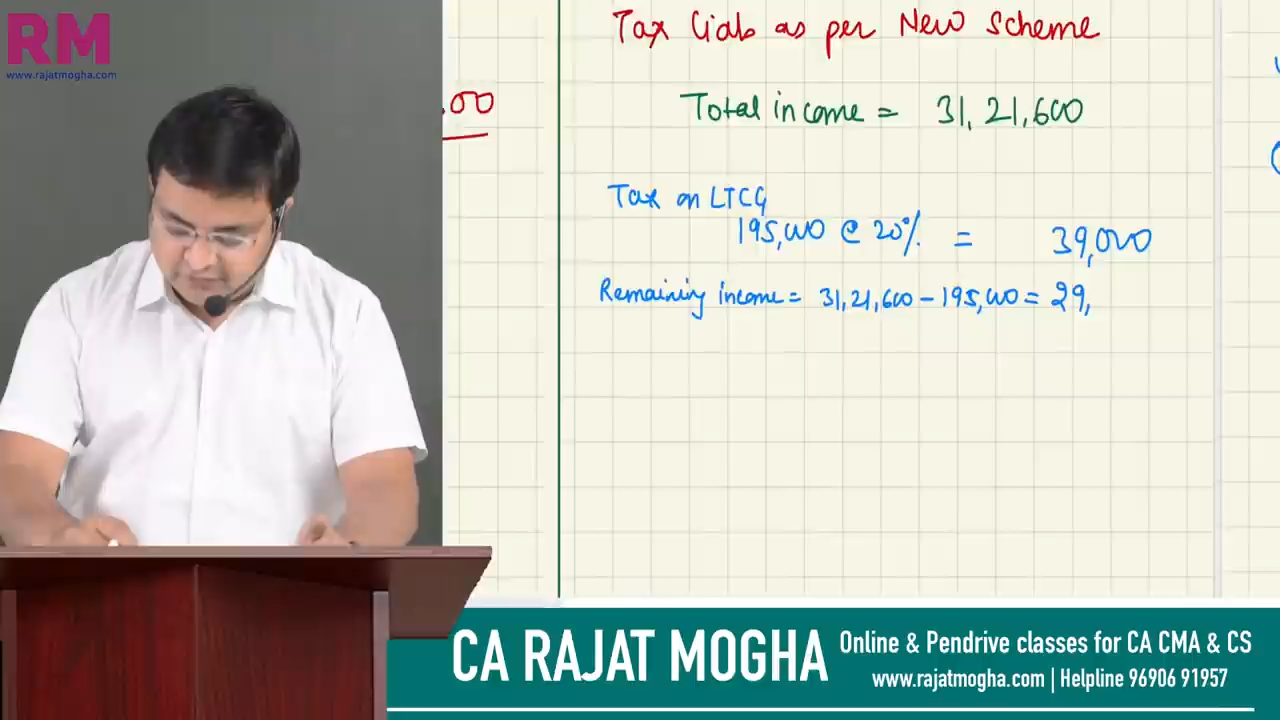 RM
www.rajatmogha.com
.00
Tax Liab as per New Scheme
Total income = 31,21,600
Tax on LTCG
195,000 @ 20% = 39,000
Remaining income = 31,21,600 - 195,000 = 29,
CA RAJAT MOGHA
Online & Pendrive classes for CA CMA & CS
www.rajatmogha.com | Helpline 96906 91957